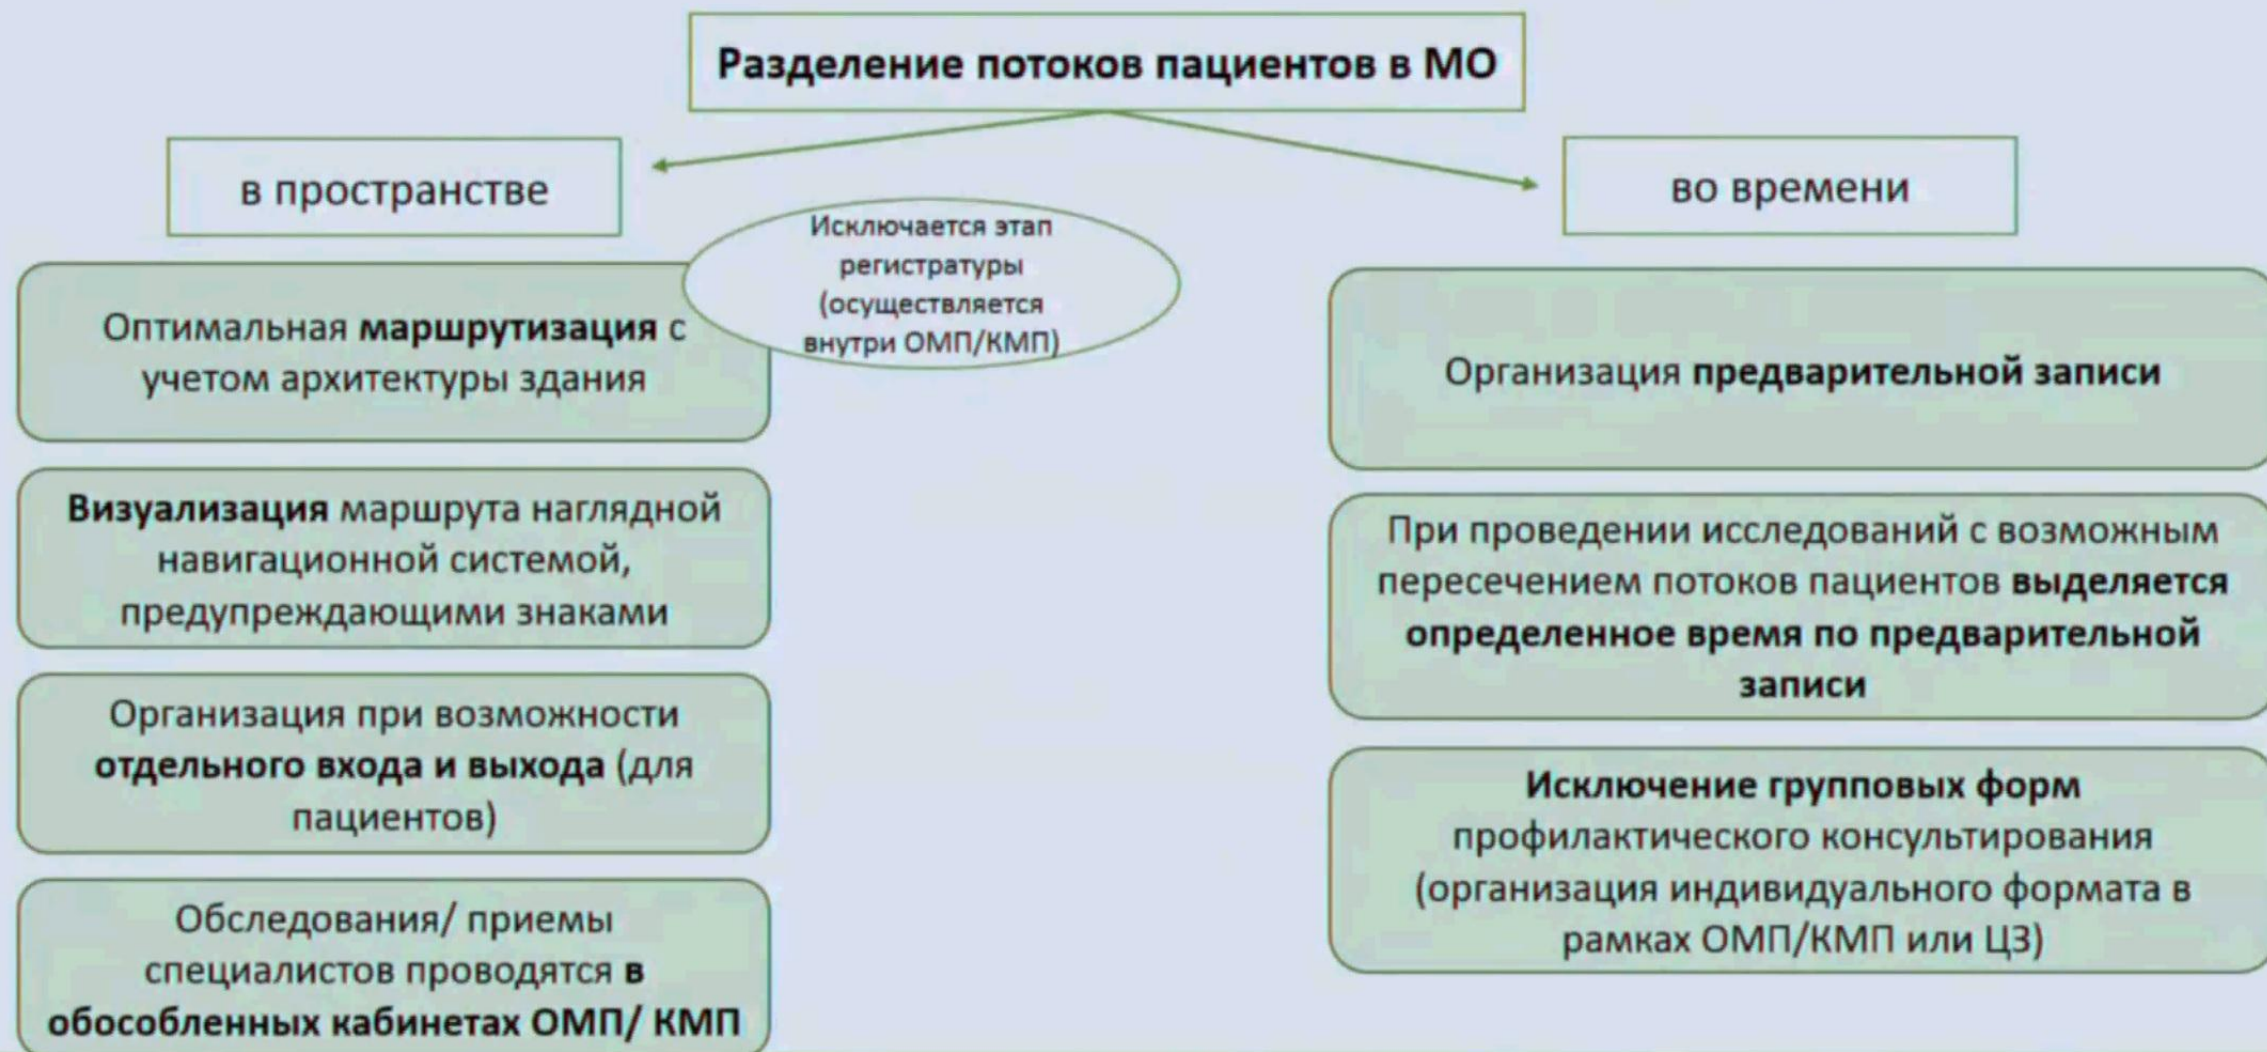 Разделение потоков пациентов в МО
в пространстве
во времени
Исключается этап
регистратуры
(осуществляется
внутри ОМП/КМП)
Оптимальная маршрутизация с
учетом архитектуры здания
Визуализация маршрута наглядной
навигационной системой,
предупреждающими знаками
Организация при возможности
отдельного входа и выхода (для
пациентов)
Обследования/ приемы
специалистов проводятся в
обособленных кабинетах ОМП/ КМП
Организация предварительной записи
При проведении исследований с возможным
пересечением потоков пациентов выделяется
определенное время по предварительной
записи
Исключение групповых форм
профилактического консультирования
(организация индивидуального формата в
рамках ОМП/КМП или ЦЗ)